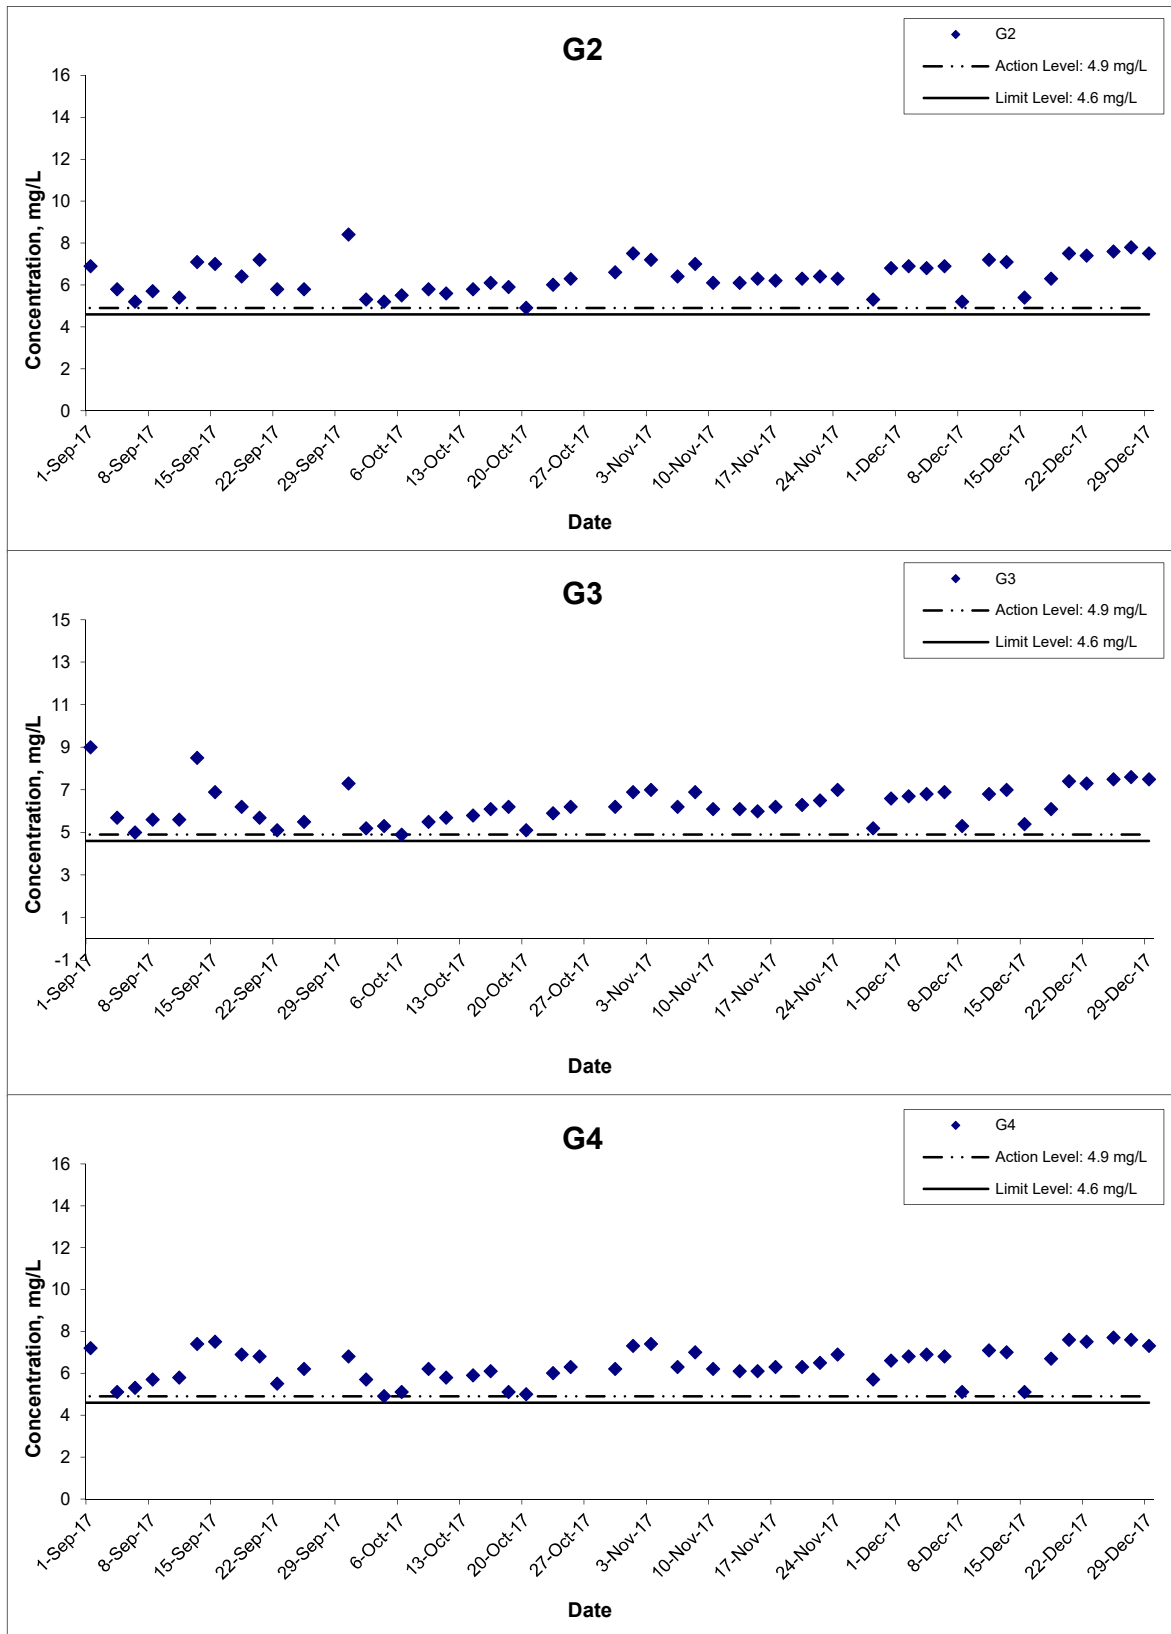 G2
G2
Action Level: 4.9 mg/L
Limit Level: 4.6 mg/L
Concentration, mg/L
16
14
12
10
8
6
4
2
0
1-Sep-17
8-Sep-17
15-Sep-17
22-Sep-17
29-Sep-17
6-Oct-17
13-Oct-17
20-Oct-17
27-Oct-17
3-Nov-17
10-Nov-17
17-Nov-17
24-Nov-17
1-Dec-17
8-Dec-17
15-Dec-17
22-Dec-17
29-Dec-17
Date
G3
G3
Action Level: 4.9 mg/L
Limit Level: 4.6 mg/L
Concentration, mg/L
15
13
11
9
7
5
3
1
-1
1-Sep-17
8-Sep-17
15-Sep-17
22-Sep-17
29-Sep-17
6-Oct-17
13-Oct-17
20-Oct-17
27-Oct-17
3-Nov-17
10-Nov-17
17-Nov-17
24-Nov-17
1-Dec-17
8-Dec-17
15-Dec-17
22-Dec-17
29-Dec-17
Date
G4
G4
Action Level: 4.9 mg/L
Limit Level: 4.6 mg/L
Concentration, mg/L
16
14
12
10
8
6
4
2
0
1-Sep-17
8-Sep-17
15-Sep-17
22-Sep-17
29-Sep-17
6-Oct-17
13-Oct-17
20-Oct-17
27-Oct-17
3-Nov-17
10-Nov-17
17-Nov-17
24-Nov-17
1-Dec-17
8-Dec-17
15-Dec-17
22-Dec-17
29-Dec-17
Date